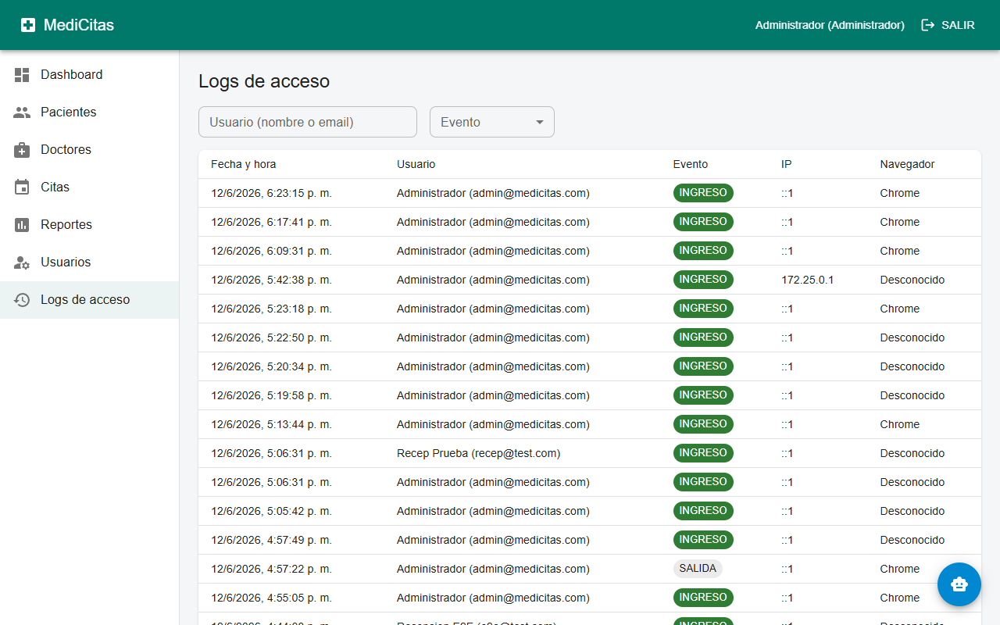 MediCitas
Administrador (Administrador) SALIR
Dashboard
Pacientes
Doctores
Citas
Reportes
Usuarios
Logs de acceso
Logs de acceso
Usuario (nombre o email) Evento
Fecha y hora Usuario Evento IP Navegador
12/6/2026, 6:23:15 p. m. Administrador (admin@medicitas.com) INGRESO ::1 Chrome
12/6/2026, 6:17:41 p. m. Administrador (admin@medicitas.com) INGRESO ::1 Chrome
12/6/2026, 6:09:31 p. m. Administrador (admin@medicitas.com) INGRESO ::1 Chrome
12/6/2026, 5:42:38 p. m. Administrador (admin@medicitas.com) INGRESO 172.25.0.1 Desconocido
12/6/2026, 5:23:18 p. m. Administrador (admin@medicitas.com) INGRESO ::1 Chrome
12/6/2026, 5:22:50 p. m. Administrador (admin@medicitas.com) INGRESO ::1 Desconocido
12/6/2026, 5:20:34 p. m. Administrador (admin@medicitas.com) INGRESO ::1 Desconocido
12/6/2026, 5:19:58 p. m. Administrador (admin@medicitas.com) INGRESO ::1 Desconocido
12/6/2026, 5:13:44 p. m. Administrador (admin@medicitas.com) INGRESO ::1 Chrome
12/6/2026, 5:06:31 p. m. Recep Prueba (recep@test.com) INGRESO ::1 Desconocido
12/6/2026, 5:06:31 p. m. Administrador (admin@medicitas.com) INGRESO ::1 Desconocido
12/6/2026, 5:05:42 p. m. Administrador (admin@medicitas.com) INGRESO ::1 Desconocido
12/6/2026, 4:57:49 p. m. Administrador (admin@medicitas.com) INGRESO ::1 Desconocido
12/6/2026, 4:57:22 p. m. Administrador (admin@medicitas.com) SALIDA ::1 Chrome
12/6/2026, 4:55:05 p. m. Administrador (admin@medicitas.com) INGRESO ::1 Chrome